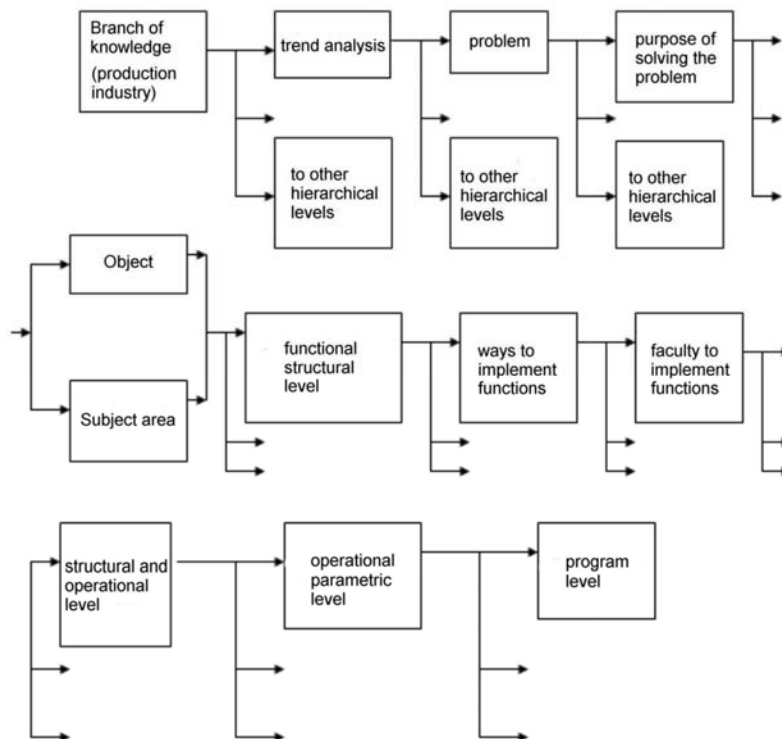 Branch of
knowledge
(production
industry)
trend analysis
problem
purpose of
solving the
problem
to other
hierarchical
levels
to other
hierarchical
levels
to other
hierarchical
levels
Object
Subject area
functional
structural
level
ways to
implement
functions
faculty to
implement
functions
structural and
operational
level
operational
parametric
level
program
level